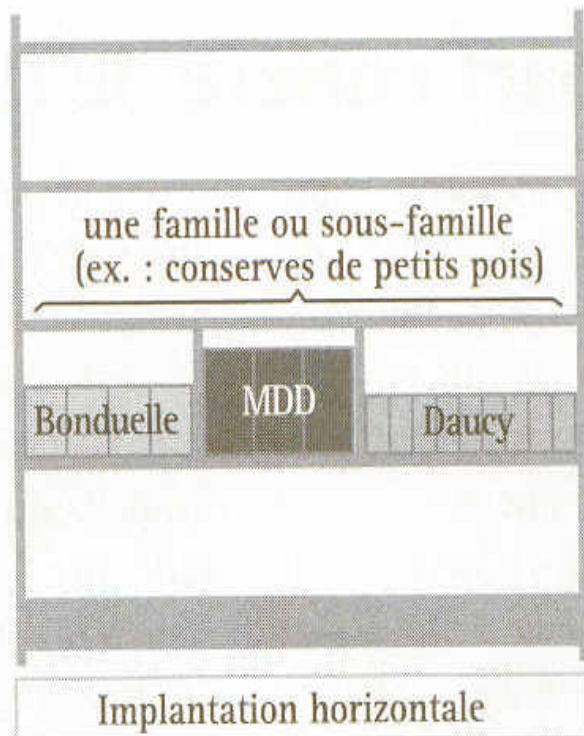 une famille ou sous-famille
(ex. : conserves de petits pois)
Bonduelle MDD Daucy
Implantation horizontale